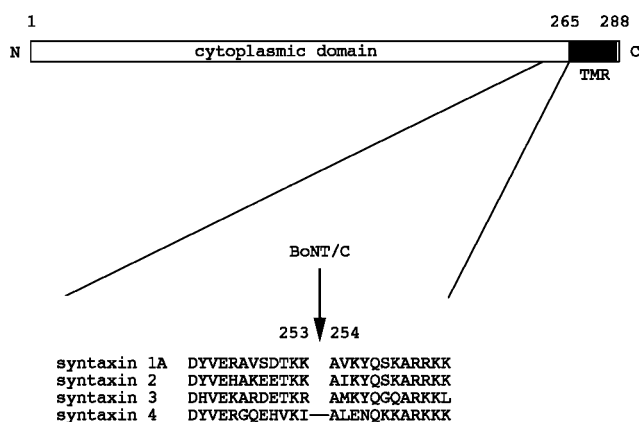 1 265 288
N cytoplasmic domain C
TMR
BoNT/C
253 254
syntaxin 1A DYVERAVSDTKK AVKYQSKARRKK
syntaxin 2 DYVEHAKEETKK AIKYQSKARRKK
syntaxin 3 DHVEKARDETKR AMKYQGQARKKL
syntaxin 4 DYVERGQEHVKI—ALENQKKARKKK